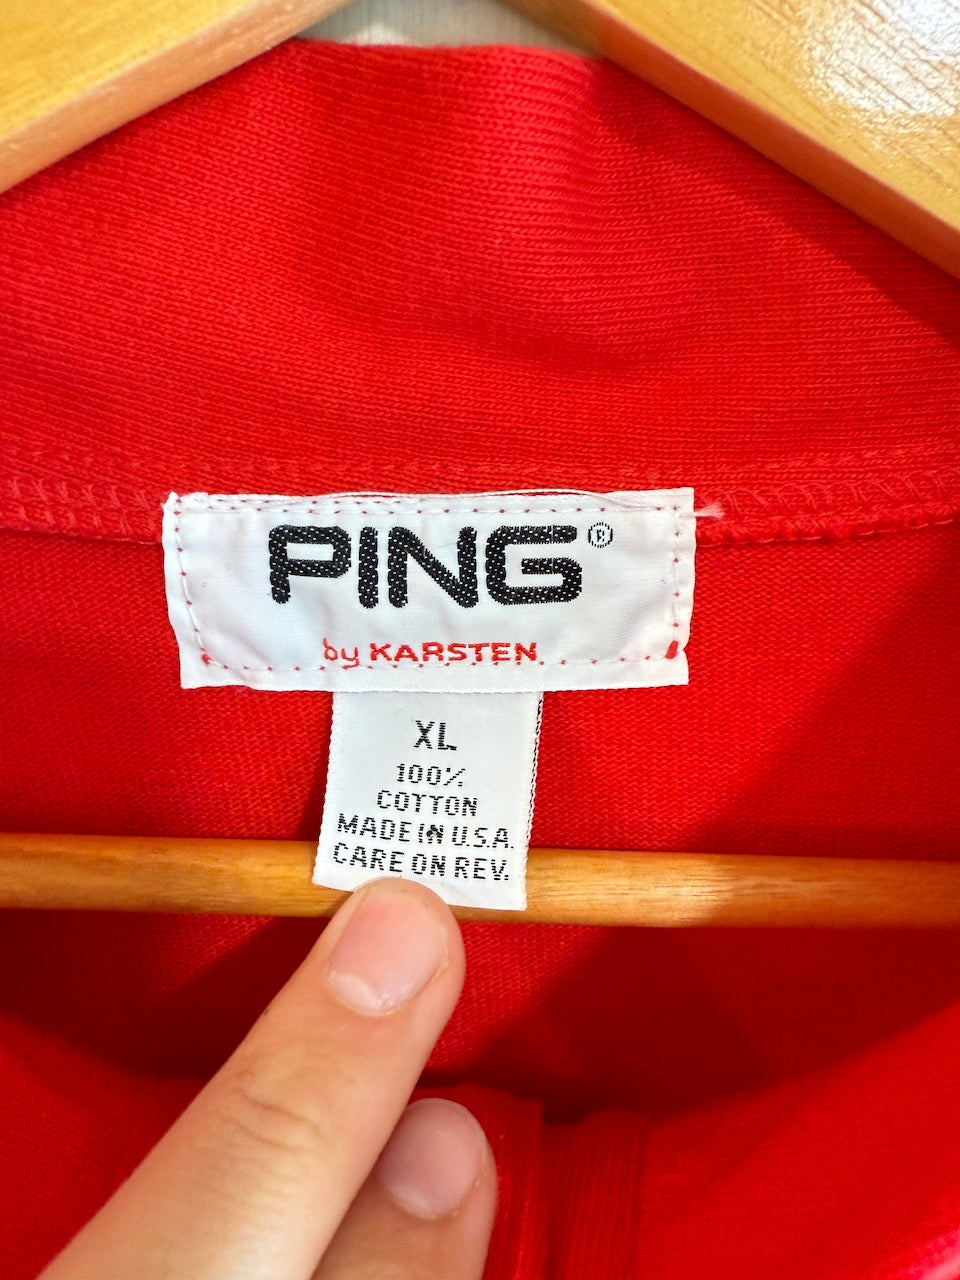 PING®
by KARSTEN
XL
100%
COTTON
MADE IN U.S.A.
CARE ON REV.